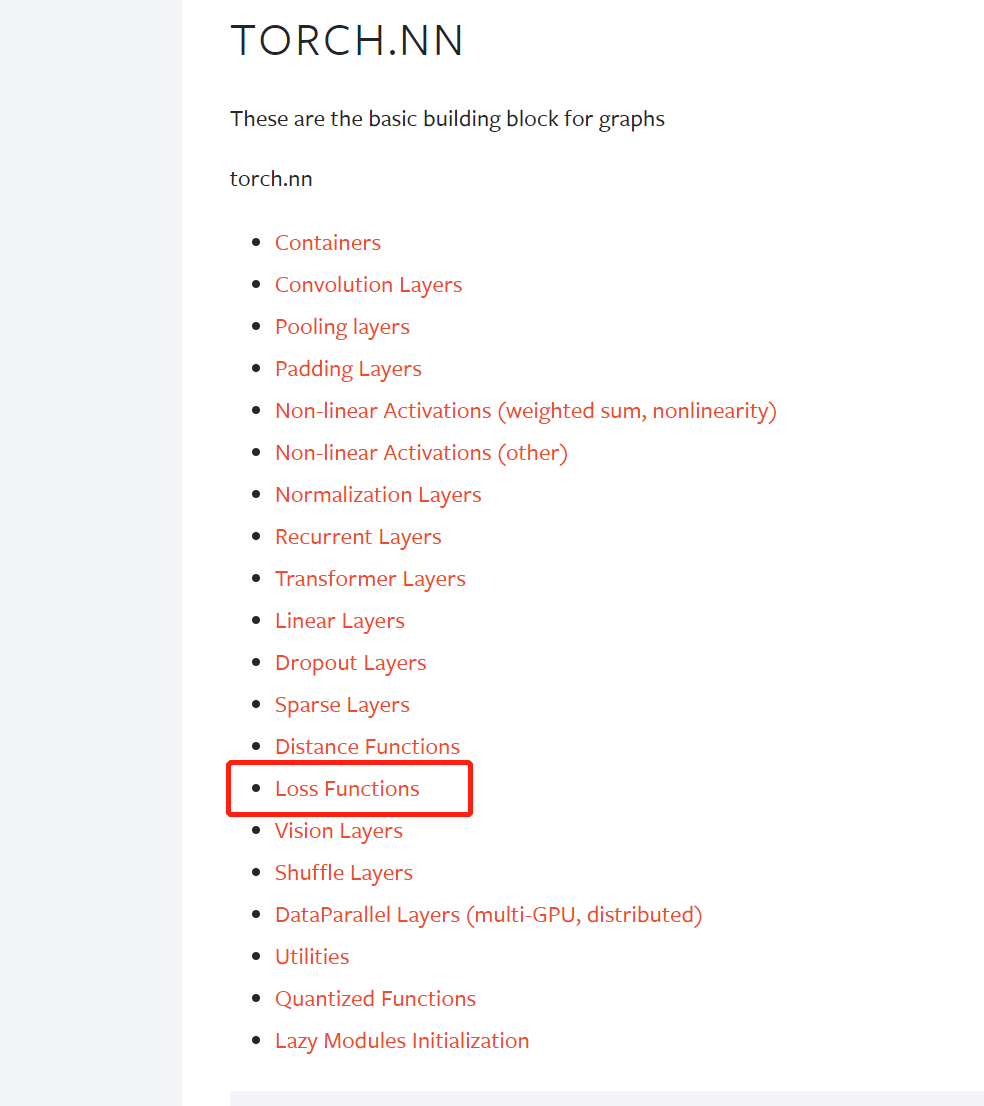 TORCH.NN
These are the basic building block for graphs
torch.nn
Containers
Convolution Layers
Pooling layers
Padding Layers
Non-linear Activations (weighted sum, nonlinearity)
Non-linear Activations (other)
Normalization Layers
Recurrent Layers
Transformer Layers
Linear Layers
Dropout Layers
Sparse Layers
Distance Functions
Loss Functions
Vision Layers
Shuffle Layers
DataParallel Layers (multi-GPU, distributed)
Utilities
Quantized Functions
Lazy Modules Initialization